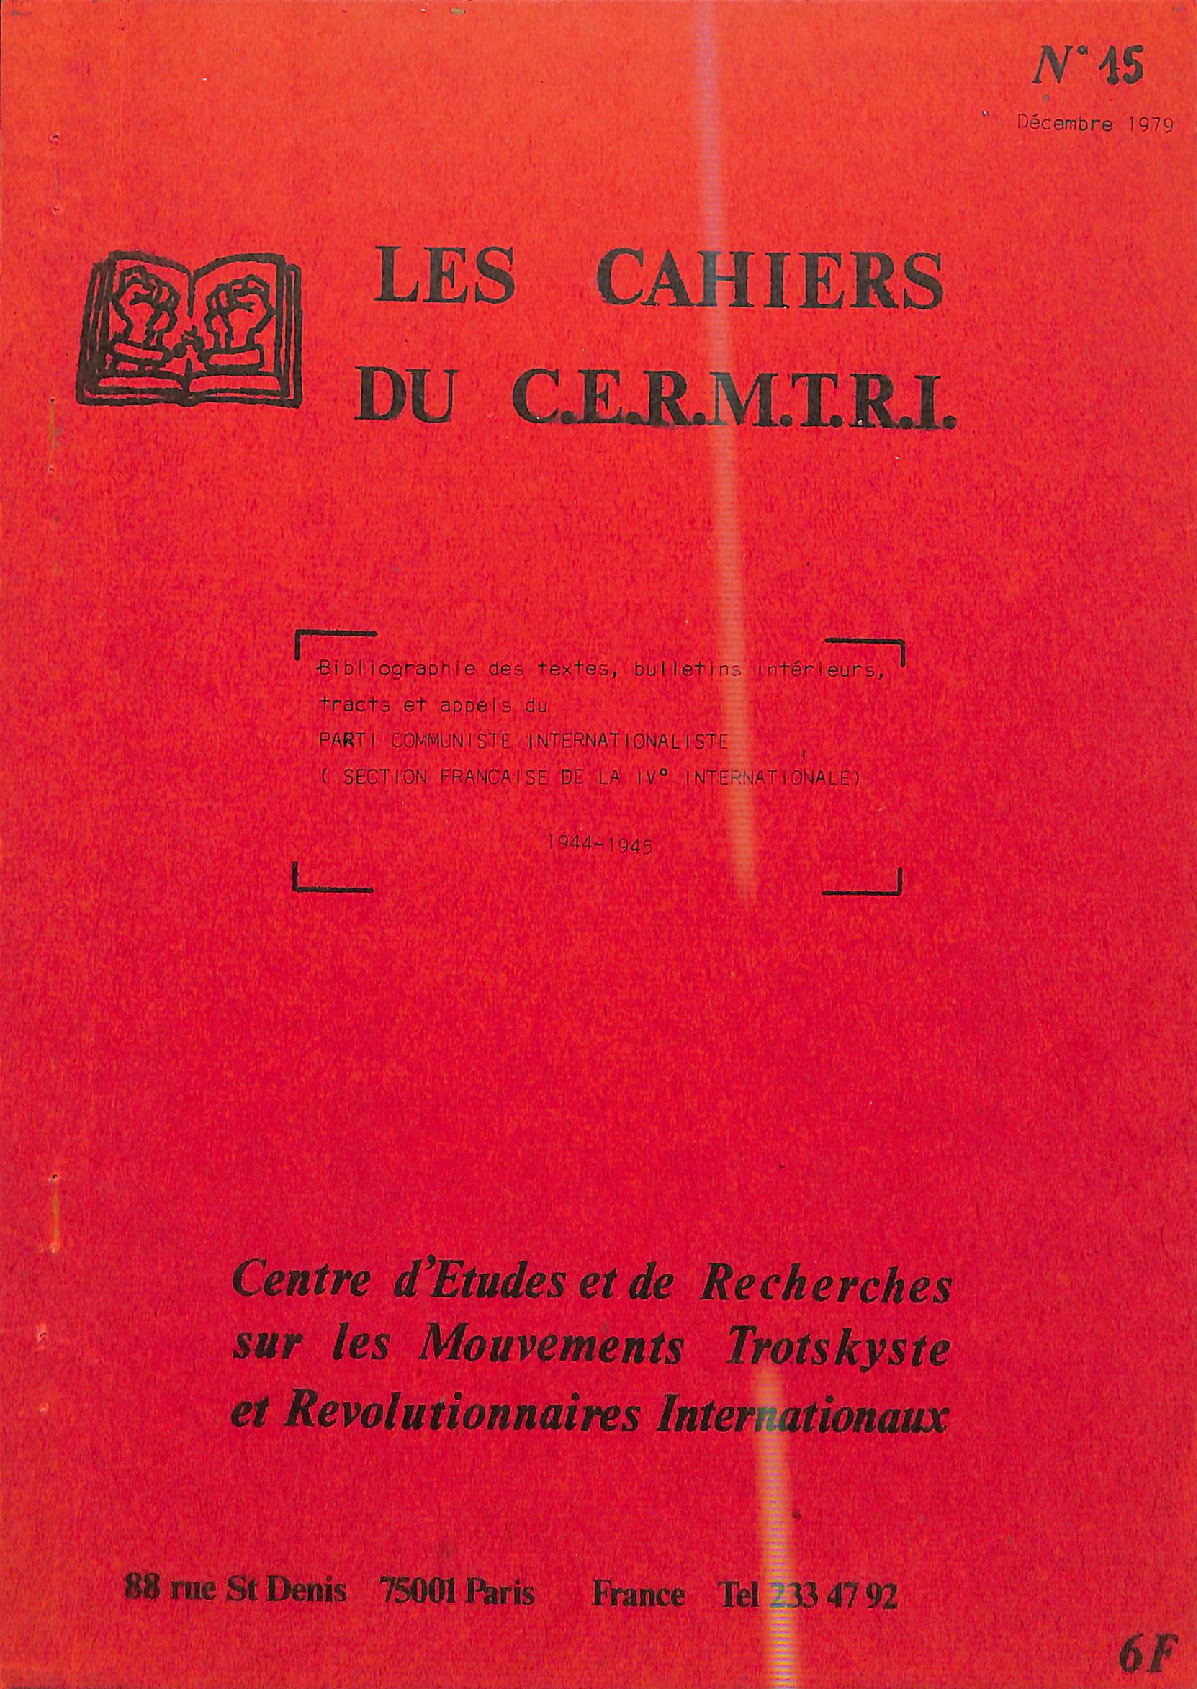 N° 15
Décembre 1979
LES CAHIERS
DU C.E.R.M.T.R.I.
Bibliographie des textes, bulletins intérieurs,
tracts et appels du
PARTI COMMUNISTE INTERNATIONALISTE
( SECTION FRANCAISE DE LA IV° INTERNATIONALE)
1944-1945
Centre d'Etudes et de Recherches
sur les Mouvements Trotskyste
et Revolutionnaires Internationaux
88 rue St Denis 75001 Paris France Tel 233 47 92
6F